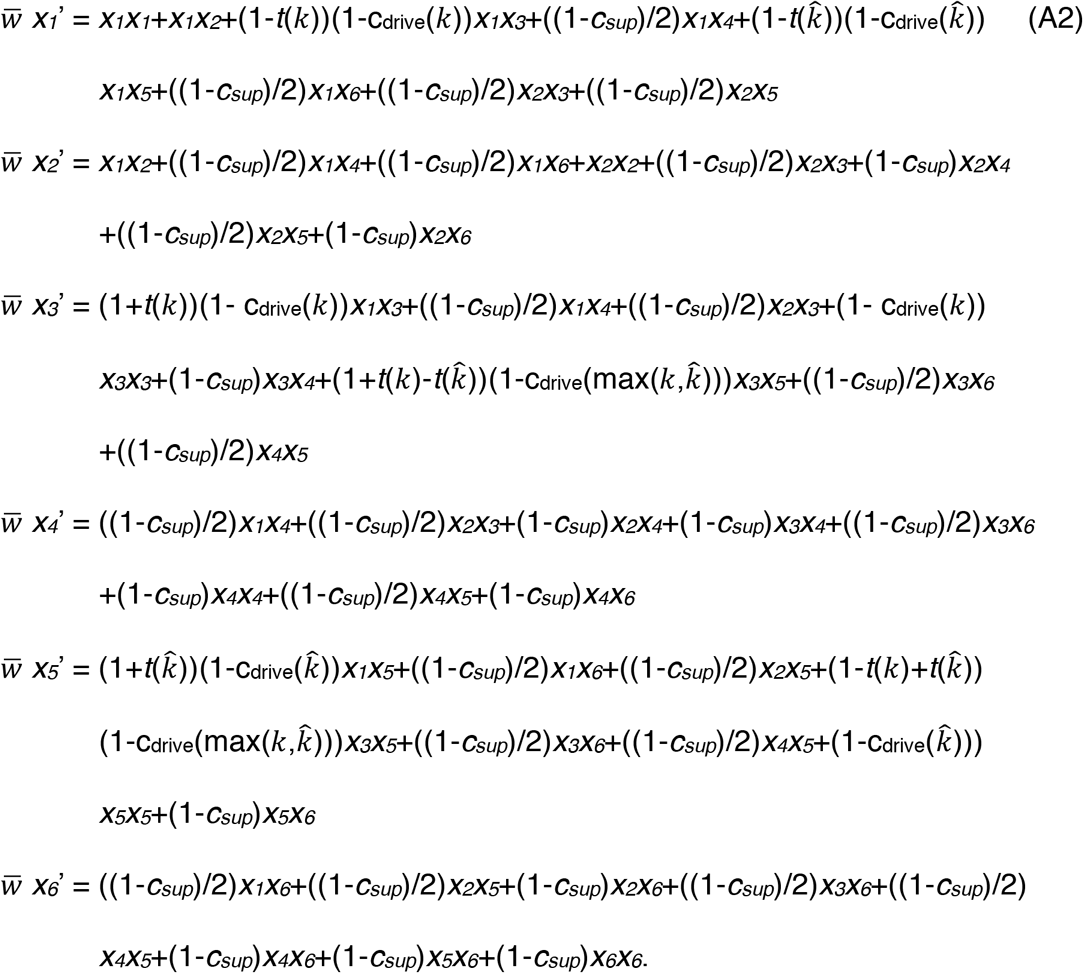 w̅ x₁’ = x₁x₁+x₁x₂+(1-t(k))(1-c_drive(k))x₁x₃+((1-c_sup)/2)x₁x₄+(1-t(k̂))(1-c_drive(k̂)) (A2)
x₁x₅+((1-c_sup)/2)x₁x₆+((1-c_sup)/2)x₂x₃+((1-c_sup)/2)x₂x₅
w̅ x₂’ = x₁x₂+((1-c_sup)/2)x₁x₄+((1-c_sup)/2)x₁x₆+x₂x₂+((1-c_sup)/2)x₂x₃+(1-c_sup)x₂x₄
+((1-c_sup)/2)x₂x₅+(1-c_sup)x₂x₆
w̅ x₃’ = (1+t(k))(1- c_drive(k))x₁x₃+((1-c_sup)/2)x₁x₄+((1-c_sup)/2)x₂x₃+(1- c_drive(k))
x₃x₃+(1-c_sup)x₃x₄+(1+t(k)-t(k̂))(1-c_drive(max(k,k̂)))x₃x₅+((1-c_sup)/2)x₃x₆
+((1-c_sup)/2)x₄x₅
w̅ x₄’ = ((1-c_sup)/2)x₁x₄+((1-c_sup)/2)x₂x₃+(1-c_sup)x₂x₄+(1-c_sup)x₃x₄+((1-c_sup)/2)x₃x₆
+(1-c_sup)x₄x₄+((1-c_sup)/2)x₄x₅+(1-c_sup)x₄x₆
w̅ x₅’ = (1+t(k̂))(1-c_drive(k̂))x₁x₅+((1-c_sup)/2)x₁x₆+((1-c_sup)/2)x₂x₅+(1-t(k)+t(k̂))
(1-c_drive(max(k,k̂)))x₃x₅+((1-c_sup)/2)x₃x₆+((1-c_sup)/2)x₄x₅+(1-c_drive(k̂)))
x₅x₅+(1-c_sup)x₅x₆
w̅ x₆’ = ((1-c_sup)/2)x₁x₆+((1-c_sup)/2)x₂x₅+(1-c_sup)x₂x₆+((1-c_sup)/2)x₃x₆+((1-c_sup)/2)
x₄x₅+(1-c_sup)x₄x₆+(1-c_sup)x₅x₆+(1-c_sup)x₆x₆.